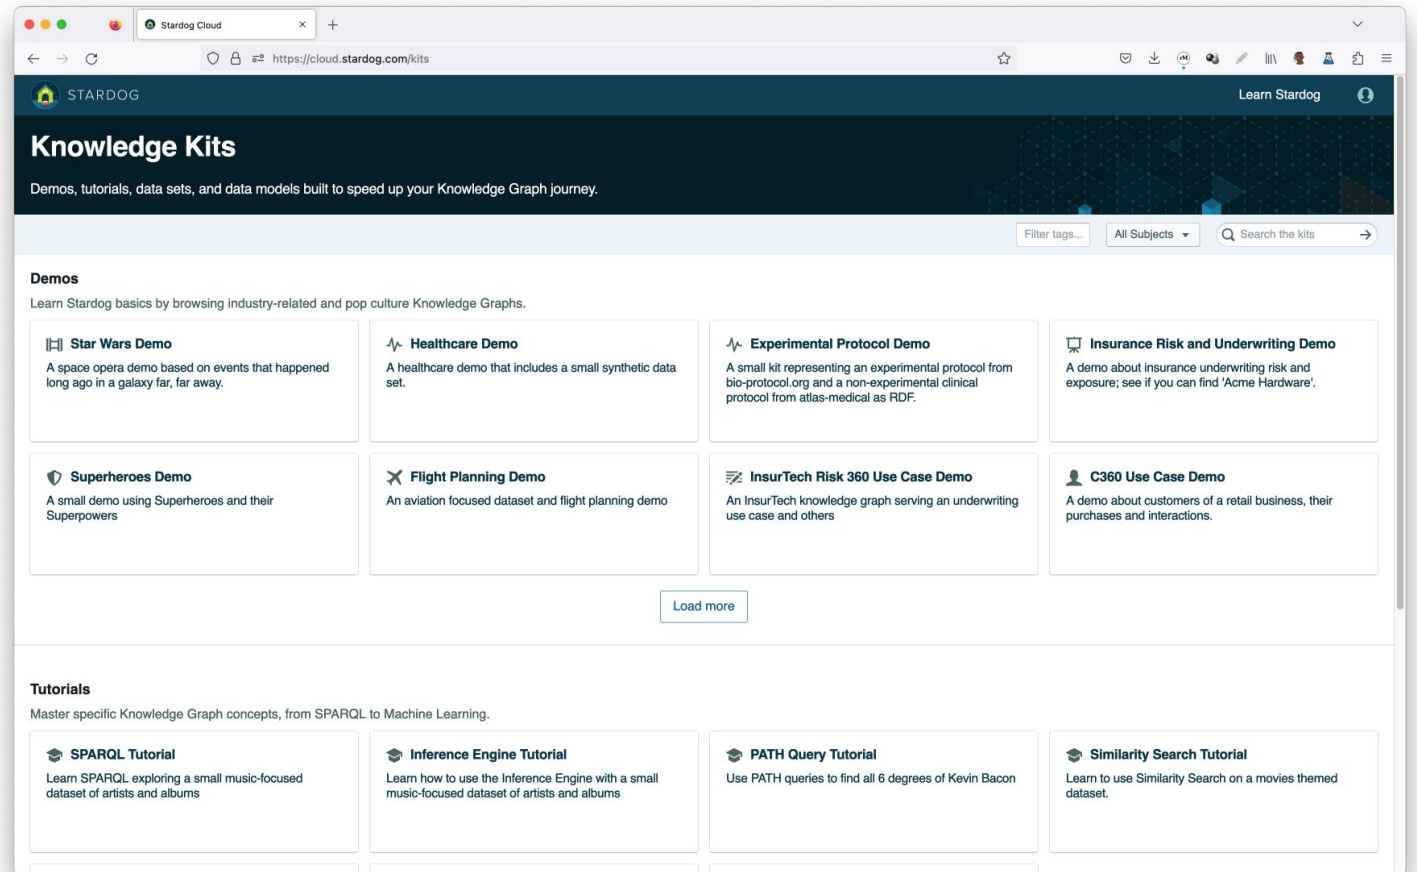 Stardog Cloud
https://cloud.stardog.com/kits
STARDOG
Learn Stardog
Knowledge Kits
Demos, tutorials, data sets, and data models built to speed up your Knowledge Graph journey.
Filter tags...
All Subjects
Search the kits
Demos
Learn Stardog basics by browsing industry-related and pop culture Knowledge Graphs.
Star Wars Demo
A space opera demo based on events that happened
long ago in a galaxy far, far away.
Healthcare Demo
A healthcare demo that includes a small synthetic data
set.
Experimental Protocol Demo
A small kit representing an experimental protocol from
bio-protocol.org and a non-experimental clinical
protocol from atlas-medical as RDF.
Insurance Risk and Underwriting Demo
A demo about insurance underwriting risk and
exposure; see if you can find 'Acme Hardware'.
Superheroes Demo
A small demo using Superheroes and their
Superpowers
Flight Planning Demo
An aviation focused dataset and flight planning demo
InsurTech Risk 360 Use Case Demo
An InsurTech knowledge graph serving an underwriting
use case and others
C360 Use Case Demo
A demo about customers of a retail business, their
purchases and interactions.
Load more
Tutorials
Master specific Knowledge Graph concepts, from SPARQL to Machine Learning.
SPARQL Tutorial
Learn SPARQL exploring a small music-focused
dataset of artists and albums
Inference Engine Tutorial
Learn how to use the Inference Engine with a small
music-focused dataset of artists and albums
PATH Query Tutorial
Use PATH queries to find all 6 degrees of Kevin Bacon
Similarity Search Tutorial
Learn to use Similarity Search on a movies themed
dataset.